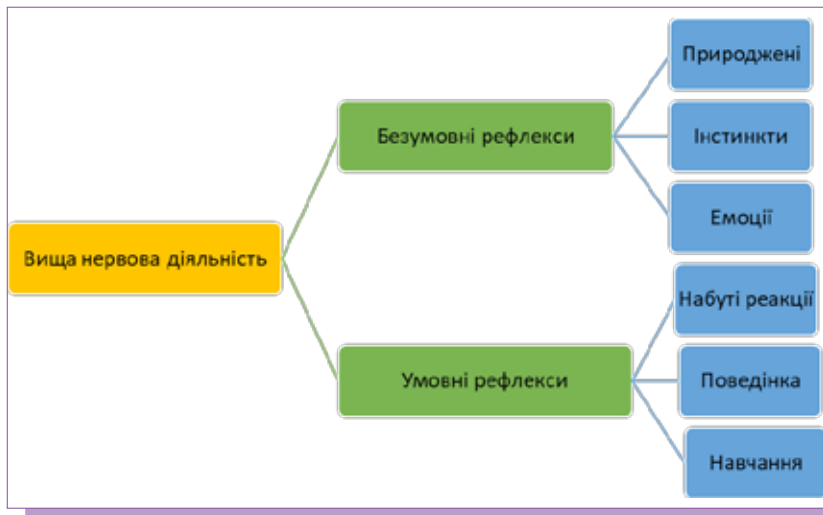 Вища нервова діяльність
Безумовні рефлекси
Природжені
Інстинкти
Емоції
Умовні рефлекси
Набуті реакції
Поведінка
Навчання